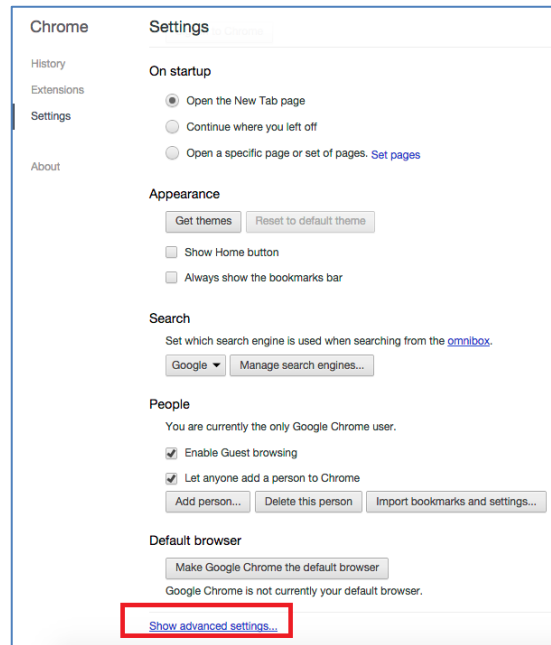 Chrome
Settings
History
Extensions
Settings
About
On startup
Open the New Tab page
Continue where you left off
Open a specific page or set of pages. Set pages
Appearance
Get themes
Reset to default theme
Show Home button
Always show the bookmarks bar
Search
Set which search engine is used when searching from the omnibox.
Google
Manage search engines...
People
You are currently the only Google Chrome user.
Enable Guest browsing
Let anyone add a person to Chrome
Add person...
Delete this person
Import bookmarks and settings...
Default browser
Make Google Chrome the default browser
Google Chrome is not currently your default browser.
Show advanced settings...